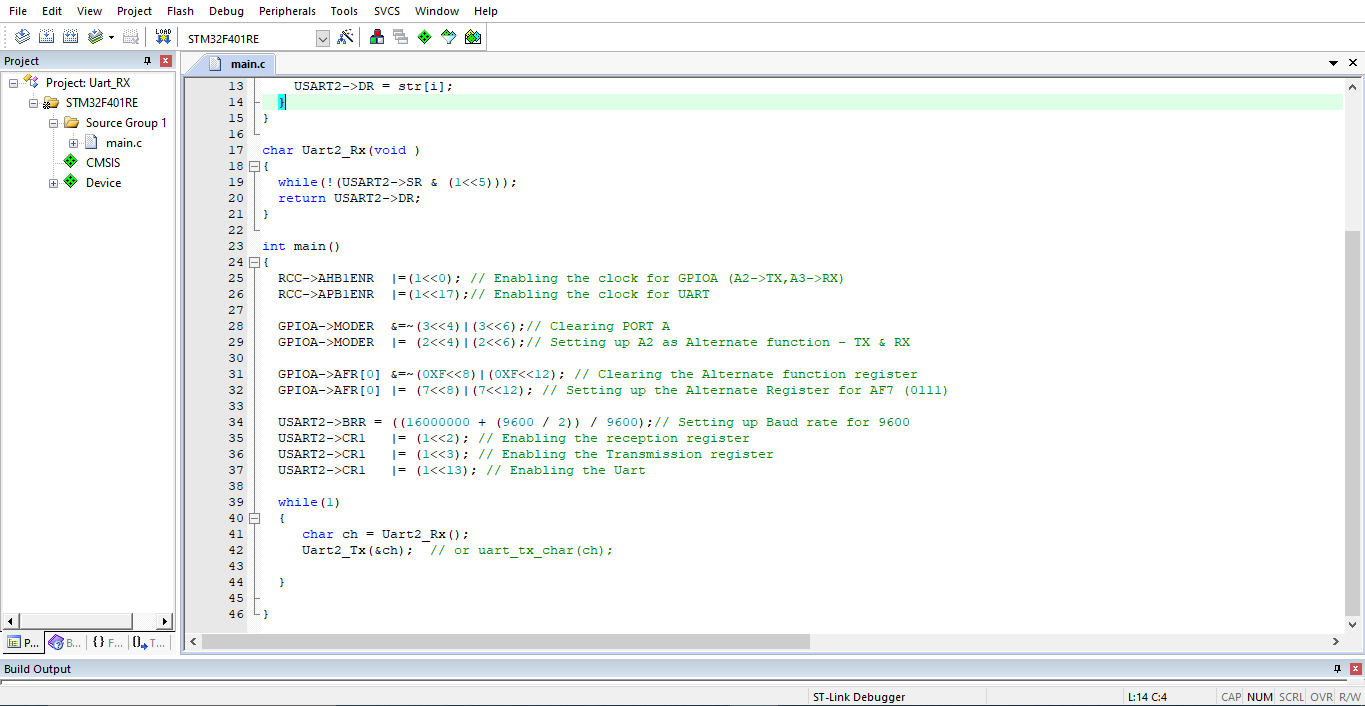 File Edit View Project Flash Debug Peripherals Tools SVCS Window Help
LOAD STM32F401RE
Project
main.c
Project: Uart_RX
STM32F401RE
Source Group 1
main.c
CMSIS
Device
13 USART2->DR = str[i];
14 }
15 }
16
17 char Uart2_Rx(void )
18 {
19 while(!(USART2->SR & (1<<5)));
20 return USART2->DR;
21 }
22
23 int main()
24 {
25 RCC->AHB1ENR |=(1<<0); // Enabling the clock for GPIOA (A2->TX,A3->RX)
26 RCC->APB1ENR |=(1<<17);// Enabling the clock for UART
27
28 GPIOA->MODER &=~(3<<4)|(3<<6);// Clearing PORT A
29 GPIOA->MODER |= (2<<4)|(2<<6);// Setting up A2 as Alternate function - TX & RX
30
31 GPIOA->AFR[0] &=~(0XF<<8)|(0XF<<12); // Clearing the Alternate function register
32 GPIOA->AFR[0] |= (7<<8)|(7<<12); // Setting up the Alternate Register for AF7 (0111)
33
34 USART2->BRR = ((16000000 + (9600 / 2)) / 9600);// Setting up Baud rate for 9600
35 USART2->CR1 |= (1<<2); // Enabling the reception register
36 USART2->CR1 |= (1<<3); // Enabling the Transmission register
37 USART2->CR1 |= (1<<13); // Enabling the Uart
38
39 while(1)
40 {
41 char ch = Uart2_Rx();
42 Uart2_Tx(&ch); // or uart_tx_char(ch);
43
44 }
45
46 }
P... B... {} F... 0 T...
Build Output
ST-Link Debugger L:14 C:4 CAP NUM SCRL OVR R/W